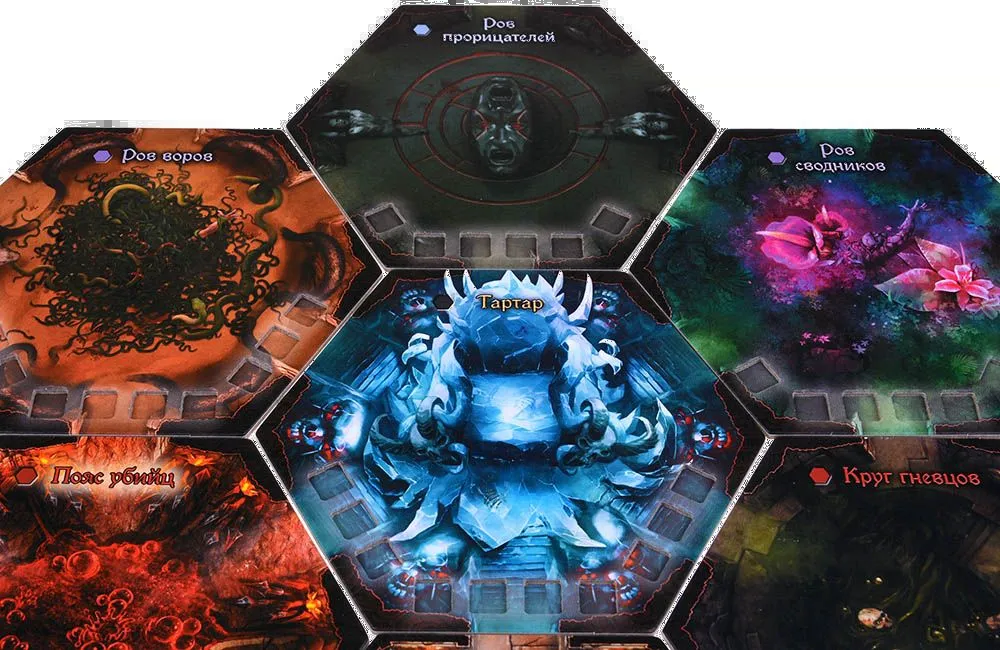 Ров
прорицателей
Ров воров
Ров
сводников
Тартар
Пояс убийц
Круг гневцов